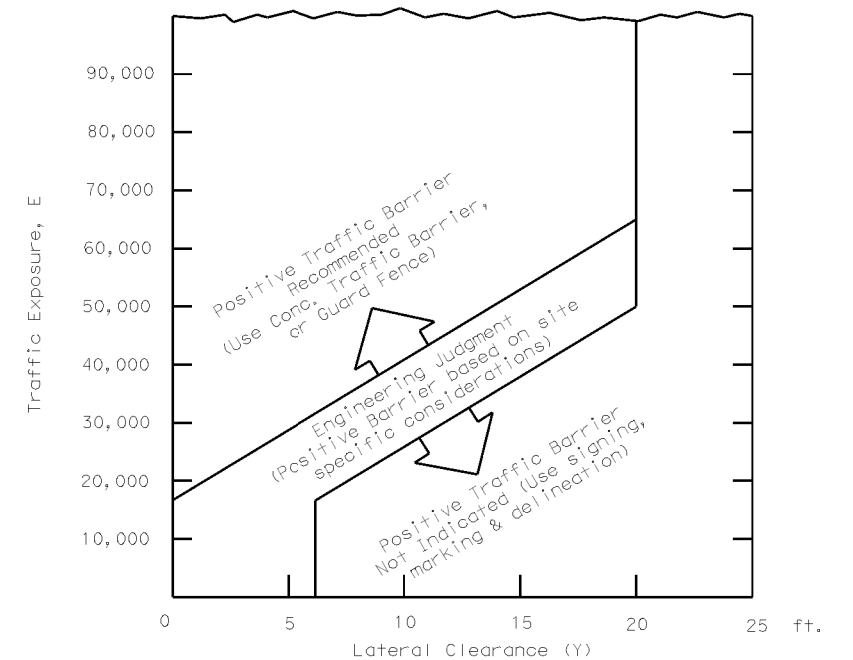 90,000
80,000
70,000
60,000
50,000
40,000
30,000
20,000
10,000
Traffic Exposure, E
Positive Traffic Barrier
Recommended
(Use Conc. Traffic Barrier,
or Guard Fence)
Engineering Judgment
(Positive Barrier based on site
specific considerations)
Positive Traffic Barrier
Not Indicated (Use signing,
marking & delineation)
0 5 10 15 20 25 ft.
Lateral Clearance (Y)